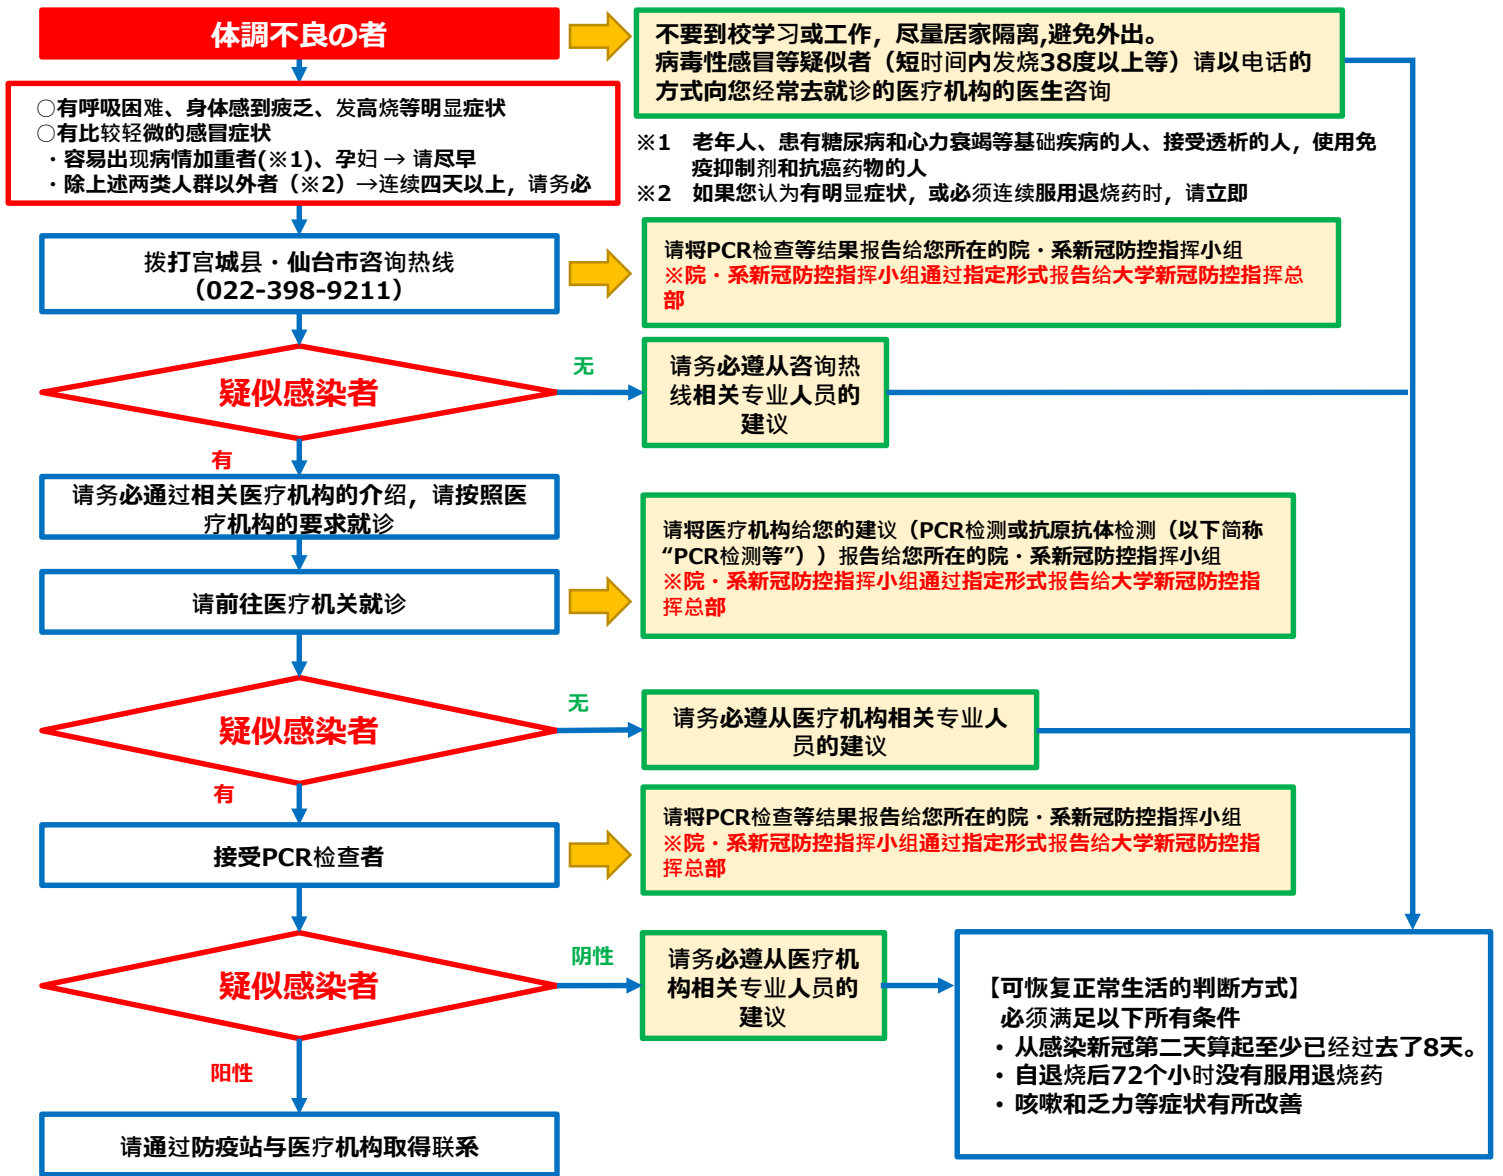 体調不良の者
不要到校学习或工作，尽量居家隔离,避免外出。
病毒性感冒等疑似者（短时间内发烧38度以上等）请以电话的
方式向您经常去就诊的医疗机构的医生咨询
○有呼吸困难、身体感到疲乏、发高烧等明显症状
○有比较轻微的感冒症状
・容易出现病情加重者(※1)、孕妇 → 请尽早
・除上述两类人群以外者（※2）→连续四天以上，请务必
※1 老年人、患有糖尿病和心力衰竭等基础疾病的人、接受透析的人，使用免
疫抑制剂和抗癌药物的人
※2 如果您认为有明显症状，或必须连续服用退烧药时，请立即
拨打宫城县・仙台市咨询热线
（022-398-9211）
请将PCR检查等结果报告给您所在的院・系新冠防控指挥小组
※院・系新冠防控指挥小组通过指定形式报告给大学新冠防控指挥总
部
疑似感染者
无
请务必遵从咨询热
线相关专业人员的
建议
有
请务必通过相关医疗机构的介绍，请按照医
疗机构的要求就诊
请前往医疗机关就诊
请将医疗机构给您的建议（PCR检测或抗原抗体检测（以下简称
“PCR检测等”））报告给您所在的院・系新冠防控指挥小组
※院・系新冠防控指挥小组通过指定形式报告给大学新冠防控指
挥总部
疑似感染者
无
请务必遵从医疗机构相关专业人
员的建议
有
接受PCR检查者
请将PCR检查等结果报告给您所在的院・系新冠防控指挥小组
※院・系新冠防控指挥小组通过指定形式报告给大学新冠防控指
挥总部
疑似感染者
阴性
请务必遵从医疗机
构相关专业人员的
建议
阳性
请通过防疫站与医疗机构取得联系
【可恢复正常生活的判断方式】
必须满足以下所有条件
・从感染新冠第二天算起至少已经过去了8天。
・自退烧后72个小时没有服用退烧药
・咳嗽和乏力等症状有所改善